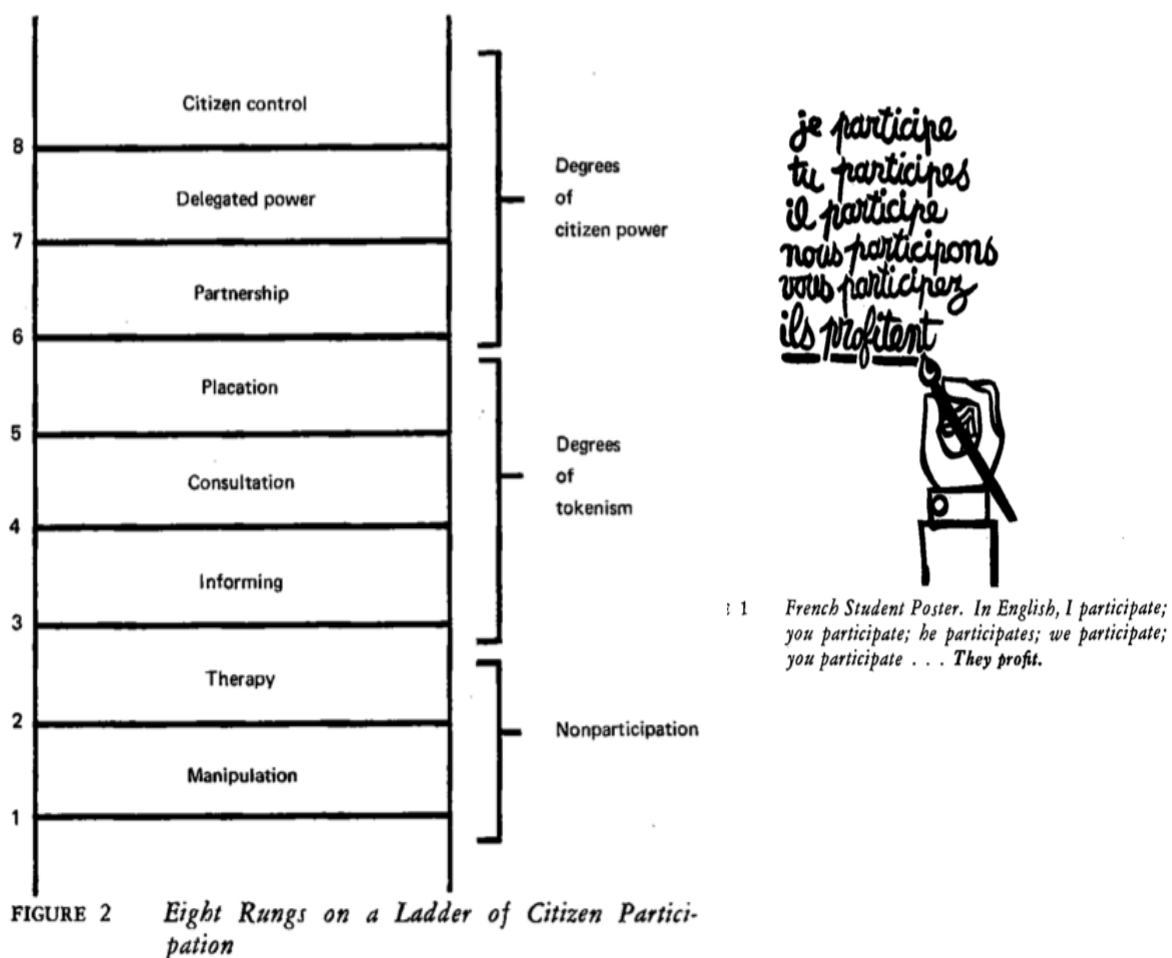 Citizen control
8
Delegated power
7
Partnership
6
Placation
5
Consultation
4
Informing
3
Therapy
2
Manipulation
1
Degrees
of
citizen power
Degrees
of
tokenism
Nonparticipation
FIGURE 2 Eight Rungs on a Ladder of Citizen Partici-
pation
je participe
tu participes
il participe
nous participons
vous participez
ils profitent
1 French Student Poster. In English, I participate;
you participate; he participates; we participate;
you participate . . . They profit.